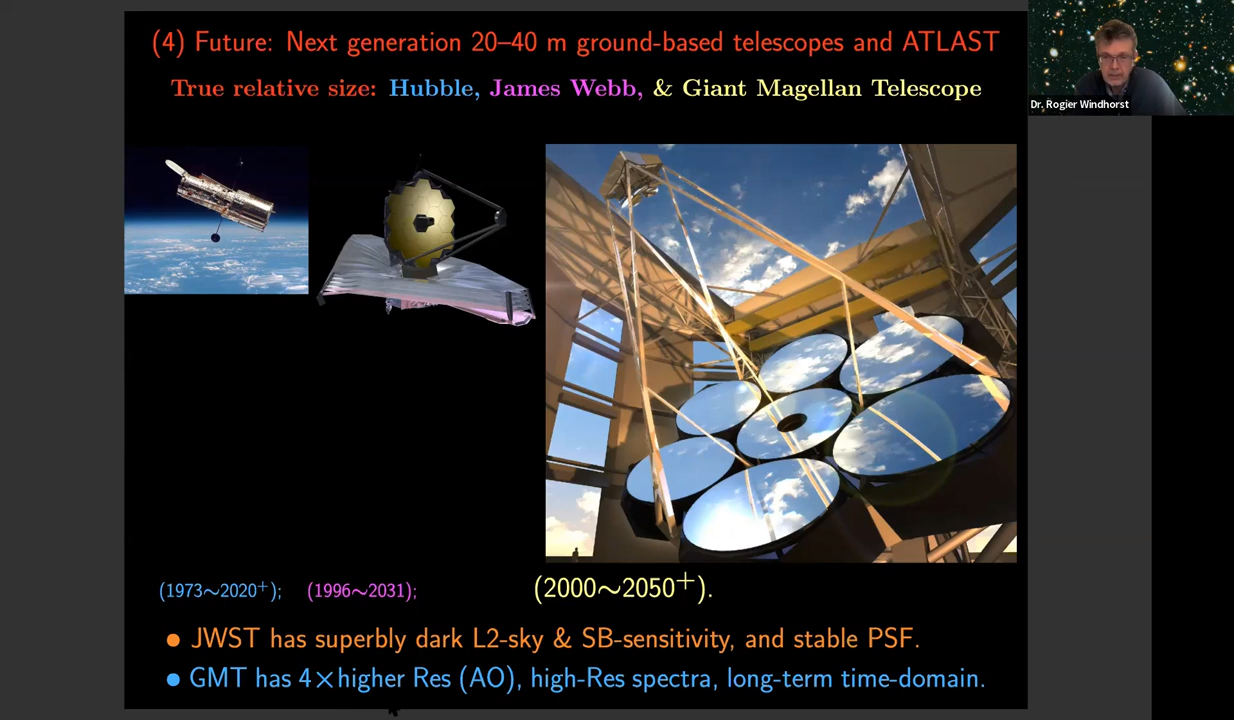 (4) Future: Next generation 20–40 m ground-based telescopes and ATLAST
True relative size: Hubble, James Webb, & Giant Magellan Telescope
Dr. Rogier Windhorst
(1973∼2020⁺); (1996∼2031); (2000∼2050⁺).
● JWST has superbly dark L2-sky & SB-sensitivity, and stable PSF.
● GMT has 4×higher Res (AO), high-Res spectra, long-term time-domain.